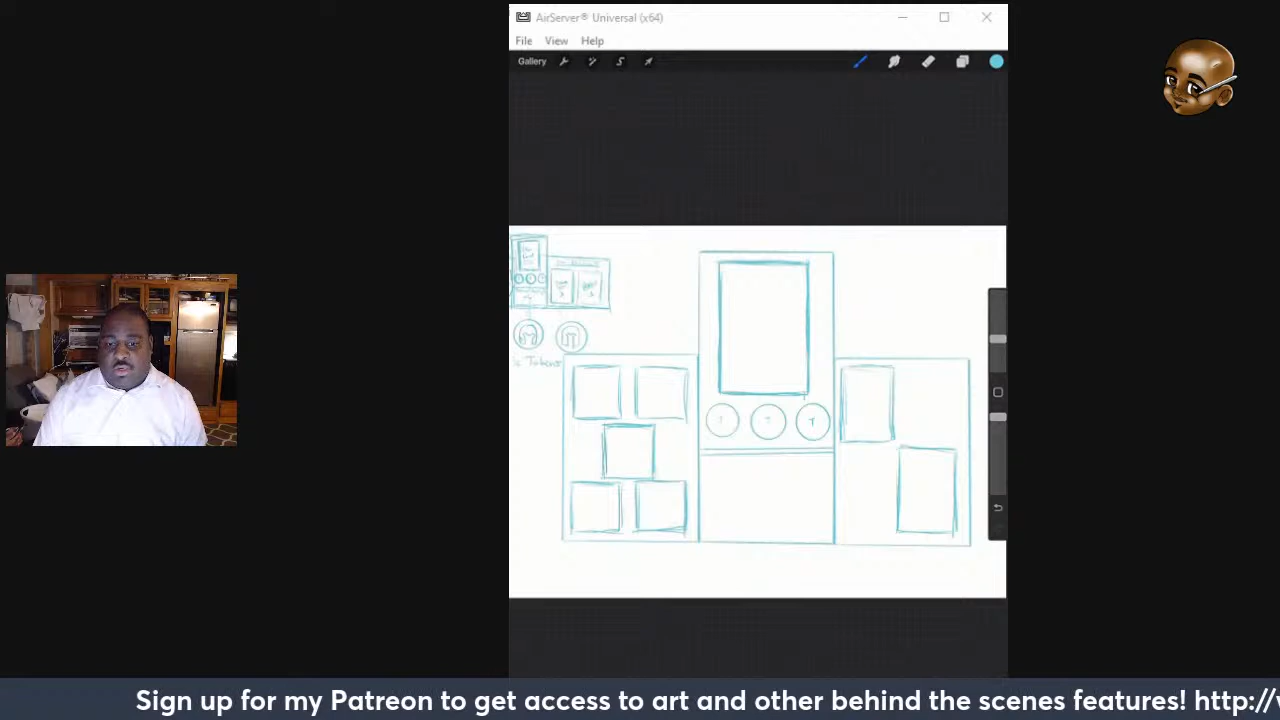 AirServer® Universal (x64)
File View Help
Gallery
Tokens
Sign up for my Patreon to get access to art and other behind the scenes features! http://